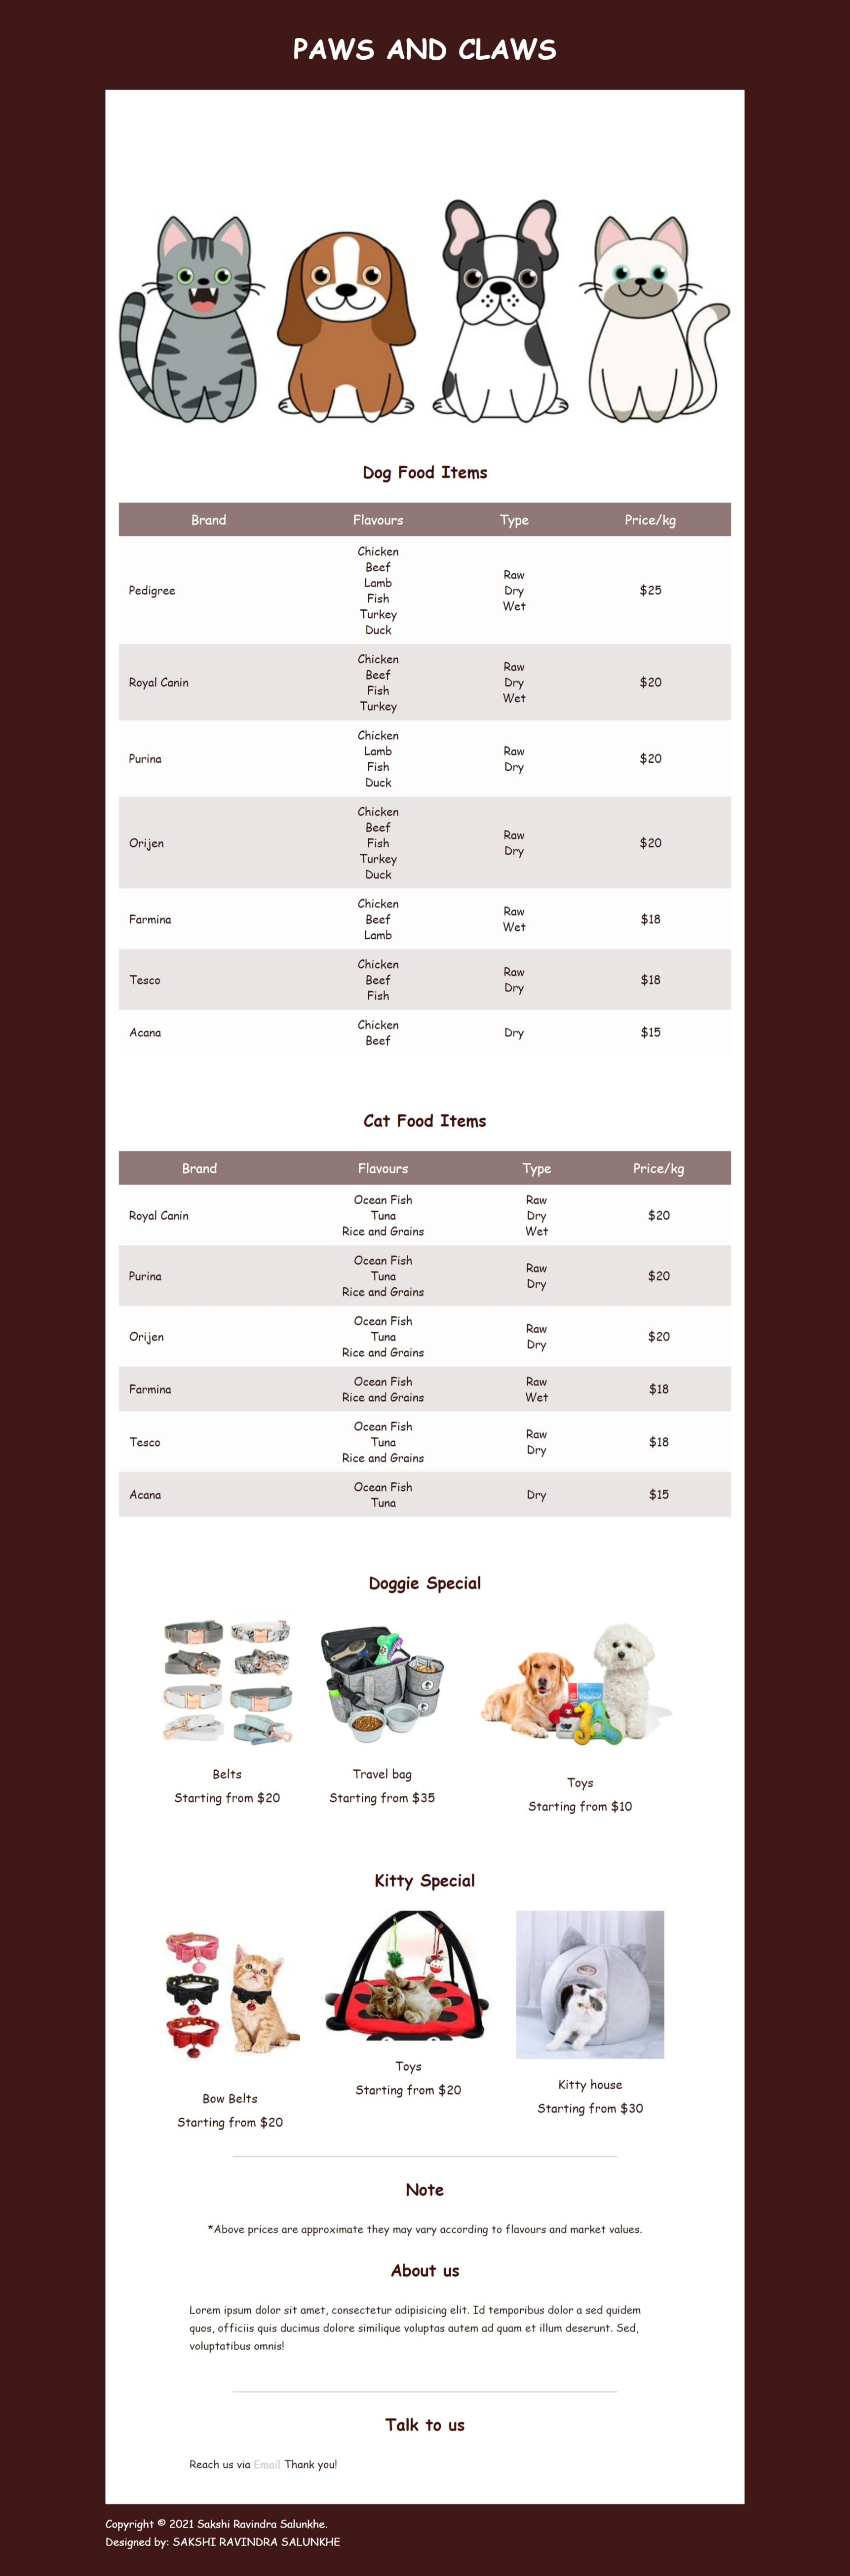 PAWS AND CLAWS
Dog Food Items
Brand Flavours Type Price/kg
Pedigree
Chicken
Beef
Lamb
Fish
Turkey
Duck
Raw
Dry
Wet
$25
Royal Canin
Chicken
Beef
Fish
Turkey
Raw
Dry
Wet
$20
Purina
Chicken
Lamb
Fish
Duck
Raw
Dry
$20
Orijen
Chicken
Beef
Fish
Turkey
Duck
Raw
Dry
$20
Farmina
Chicken
Beef
Lamb
Raw
Wet
$18
Tesco
Chicken
Beef
Fish
Raw
Dry
$18
Acana
Chicken
Beef
Dry
$15
Cat Food Items
Brand Flavours Type Price/kg
Royal Canin
Ocean Fish
Tuna
Rice and Grains
Raw
Dry
Wet
$20
Purina
Ocean Fish
Tuna
Rice and Grains
Raw
Dry
$20
Orijen
Ocean Fish
Tuna
Rice and Grains
Raw
Dry
$20
Farmina
Ocean Fish
Rice and Grains
Raw
Wet
$18
Tesco
Ocean Fish
Tuna
Rice and Grains
Raw
Dry
$18
Acana
Ocean Fish
Tuna
Dry
$15
Doggie Special
Belts
Starting from $20
Travel bag
Starting from $35
Toys
Starting from $10
Kitty Special
Bow Belts
Starting from $20
Toys
Starting from $20
Kitty house
Starting from $30
Note
*Above prices are approximate they may vary according to flavours and market values.
About us
Lorem ipsum dolor sit amet, consectetur adipisicing elit. Id temporibus dolor a sed quidem
quos, officiis quis ducimus dolore similique voluptas autem ad quam et illum deserunt. Sed,
voluptatibus omnis!
Talk to us
Reach us via Email Thank you!
Copyright © 2021 Sakshi Ravindra Salunkhe.
Designed by: SAKSHI RAVINDRA SALUNKHE